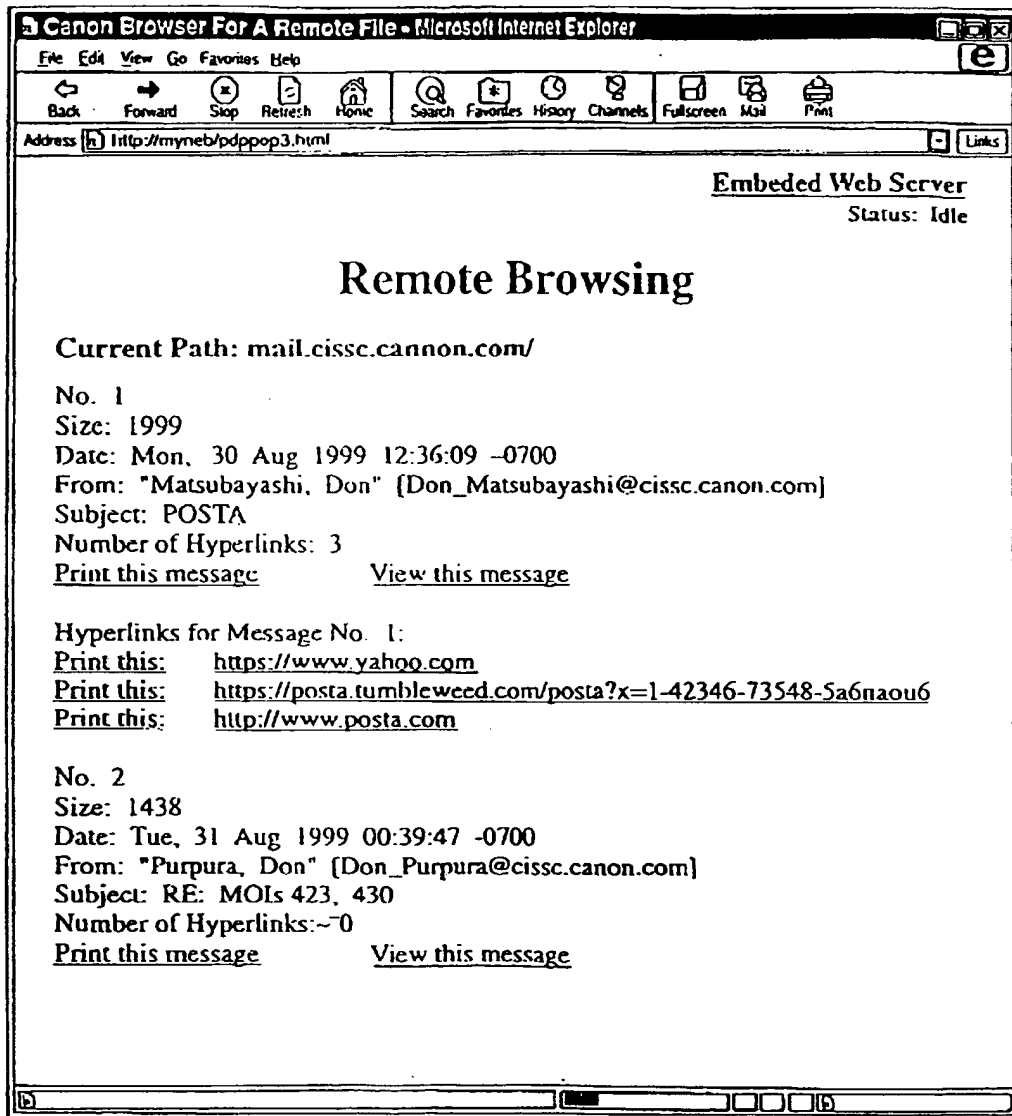 Canon Browser For A Remote File - Microsoft Internet Explorer
File Edit View Go Favorites Help
Back Forward Stop Refresh Home Search Favorites History Channels Fullscreen Mail Print
Address http://myneb/pdppop3.html Links
Embeded Web Server
Status: Idle
Remote Browsing
Current Path: mail.cissc.cannon.com/
No. 1
Size: 1999
Date: Mon, 30 Aug 1999 12:36:09 -0700
From: "Matsubayashi, Don" [Don_Matsubayashi@cissc.canon.com]
Subject: POSTA
Number of Hyperlinks: 3
Print this message View this message
Hyperlinks for Message No. 1:
Print this: https://www.yahoo.com
Print this: https://posta.tumbleweed.com/posta?x=1-42346-73548-5a6naou6
Print this: http://www.posta.com
No. 2
Size: 1438
Date: Tue, 31 Aug 1999 00:39:47 -0700
From: "Purpura, Don" [Don_Purpura@cissc.canon.com]
Subject: RE: MOIs 423, 430
Number of Hyperlinks:~ 0
Print this message View this message